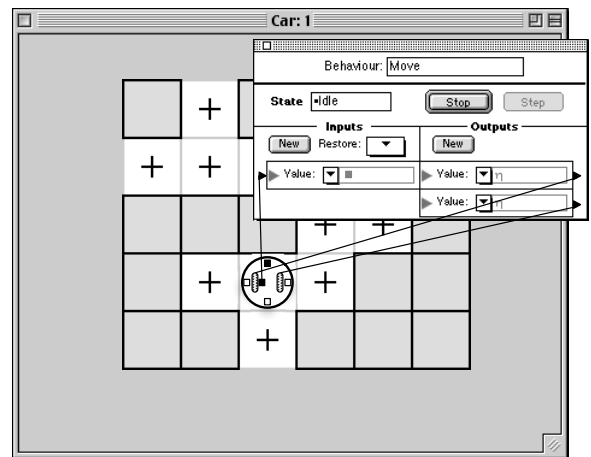 Car: 1
Behaviour: Move
State •Idle Stop Step
Inputs Outputs
New Restore: New
Value: Value: η
Value: η